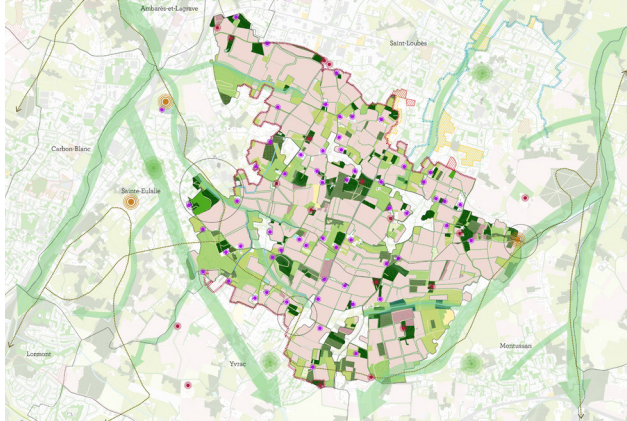 Ambarès-et-Lagrave
Saint-Loubès
Carbon-Blanc
Sainte-Eulalie
Lormont
Yvrac
Montussan